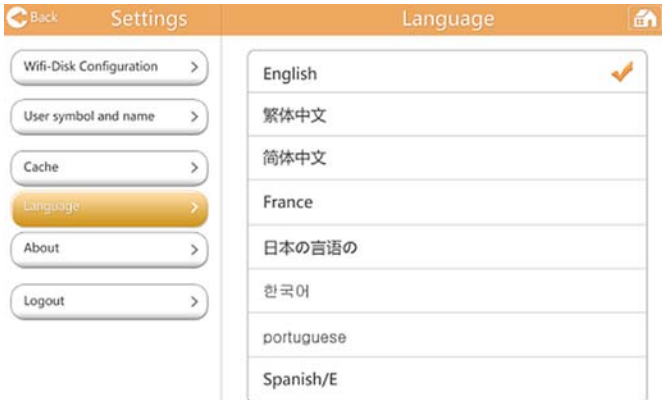 Back
Settings
Language
Wifi-Disk Configuration
User symbol and name
Cache
Language
About
Logout
English
繁体中文
简体中文
France
日本の言语の
한국어
portuguese
Spanish/E